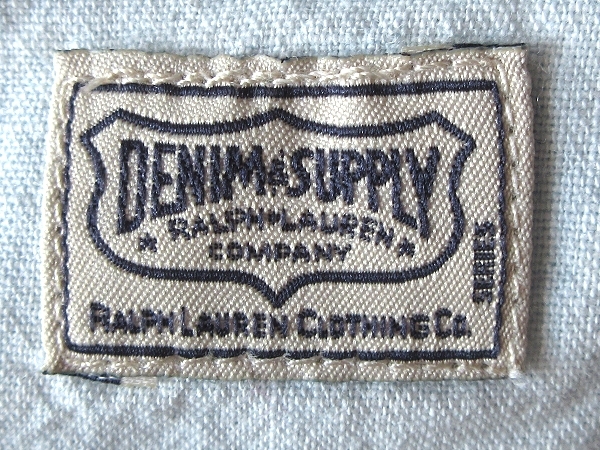 DENIM & SUPPLY
RALPH LAUREN
COMPANY
SERIES
RALPH LAUREN CLOTHING CO.